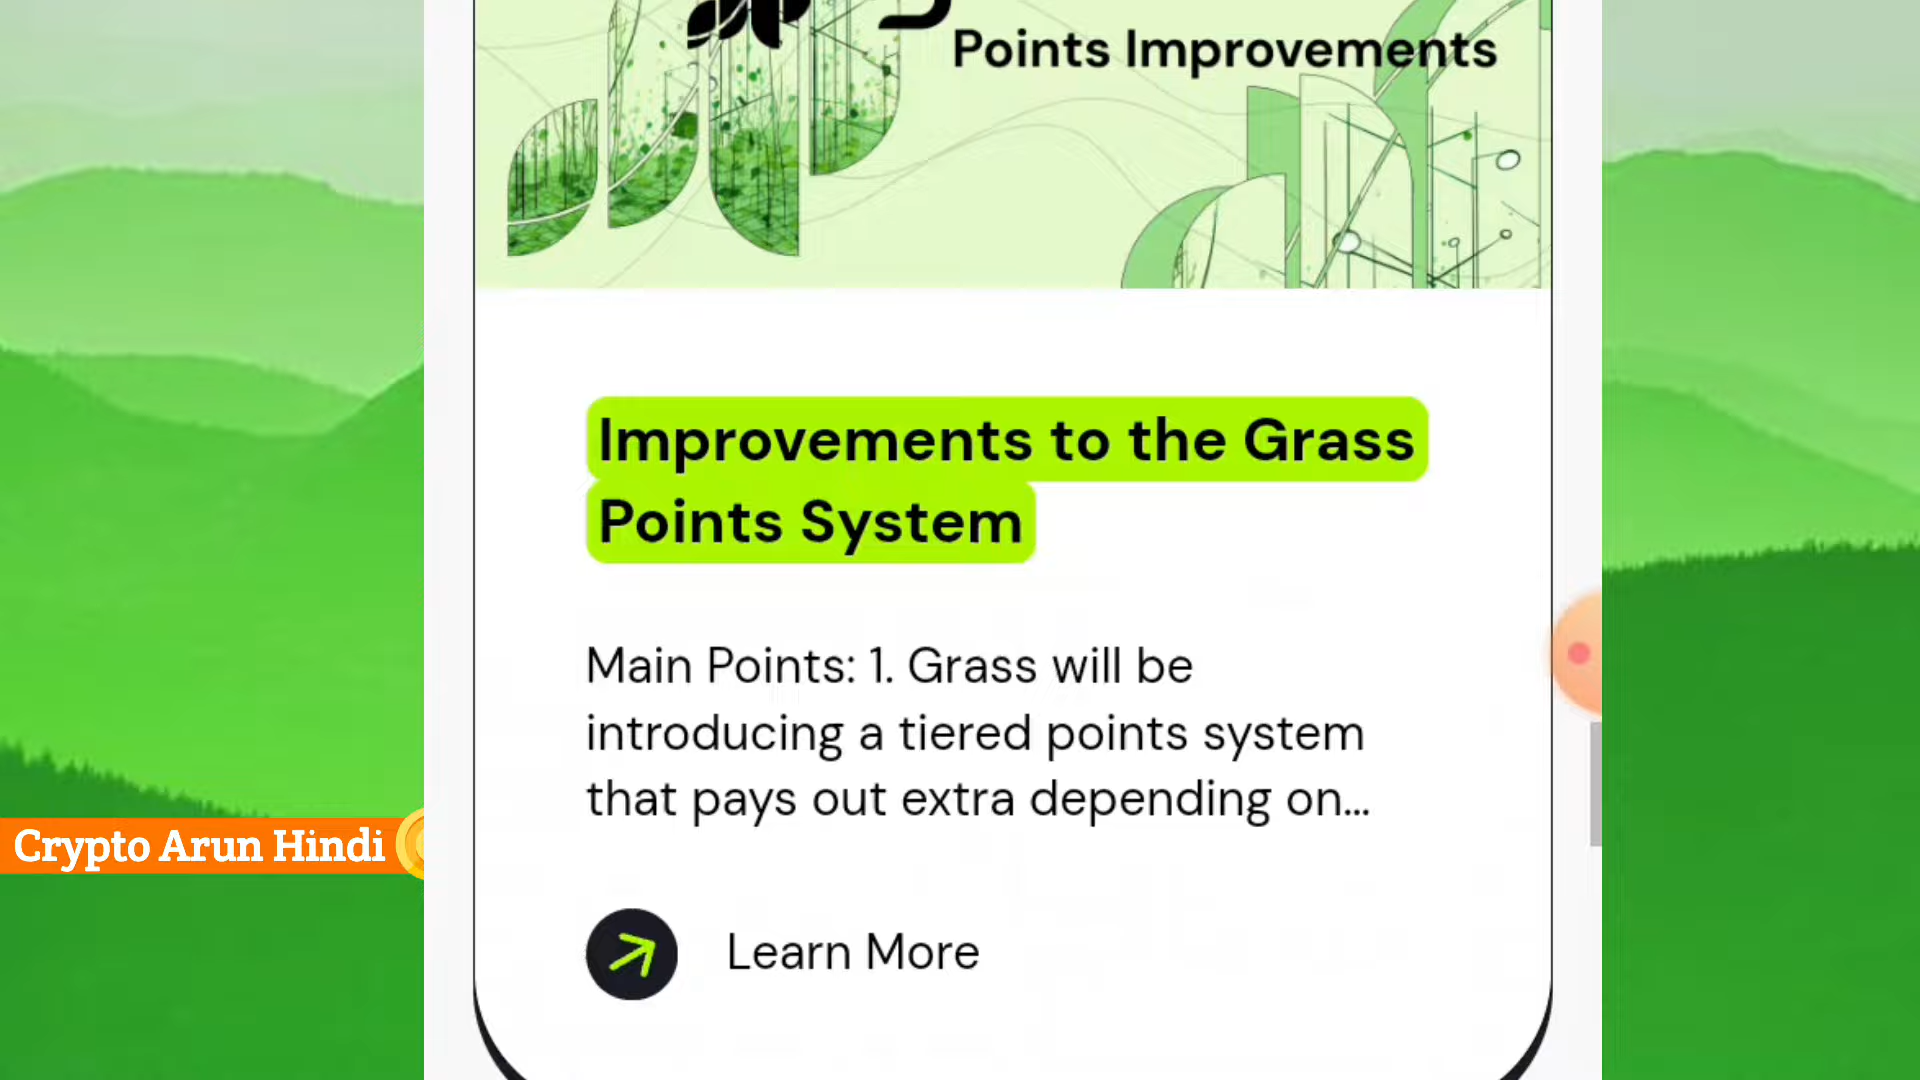 Points Improvements
Improvements to the Grass
Points System
Main Points: 1. Grass will be
introducing a tiered points system
that pays out extra depending on...
Crypto Arun Hindi
Learn More